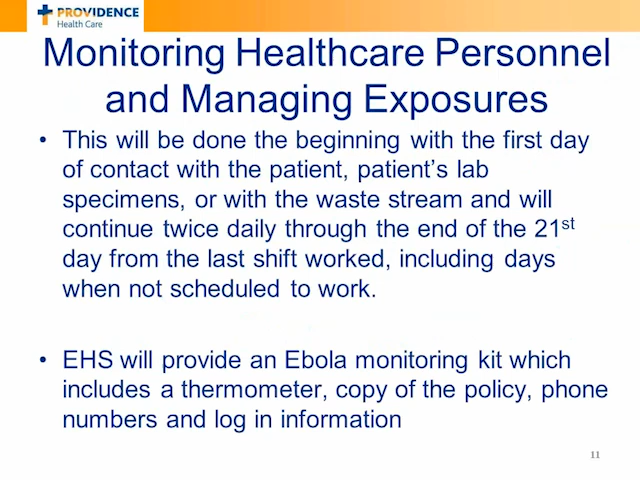 PROVIDENCE
Health Care
Monitoring Healthcare Personnel
and Managing Exposures
• This will be done the beginning with the first day
of contact with the patient, patient’s lab
specimens, or with the waste stream and will
continue twice daily through the end of the 21st
day from the last shift worked, including days
when not scheduled to work.
• EHS will provide an Ebola monitoring kit which
includes a thermometer, copy of the policy, phone
numbers and log in information
11